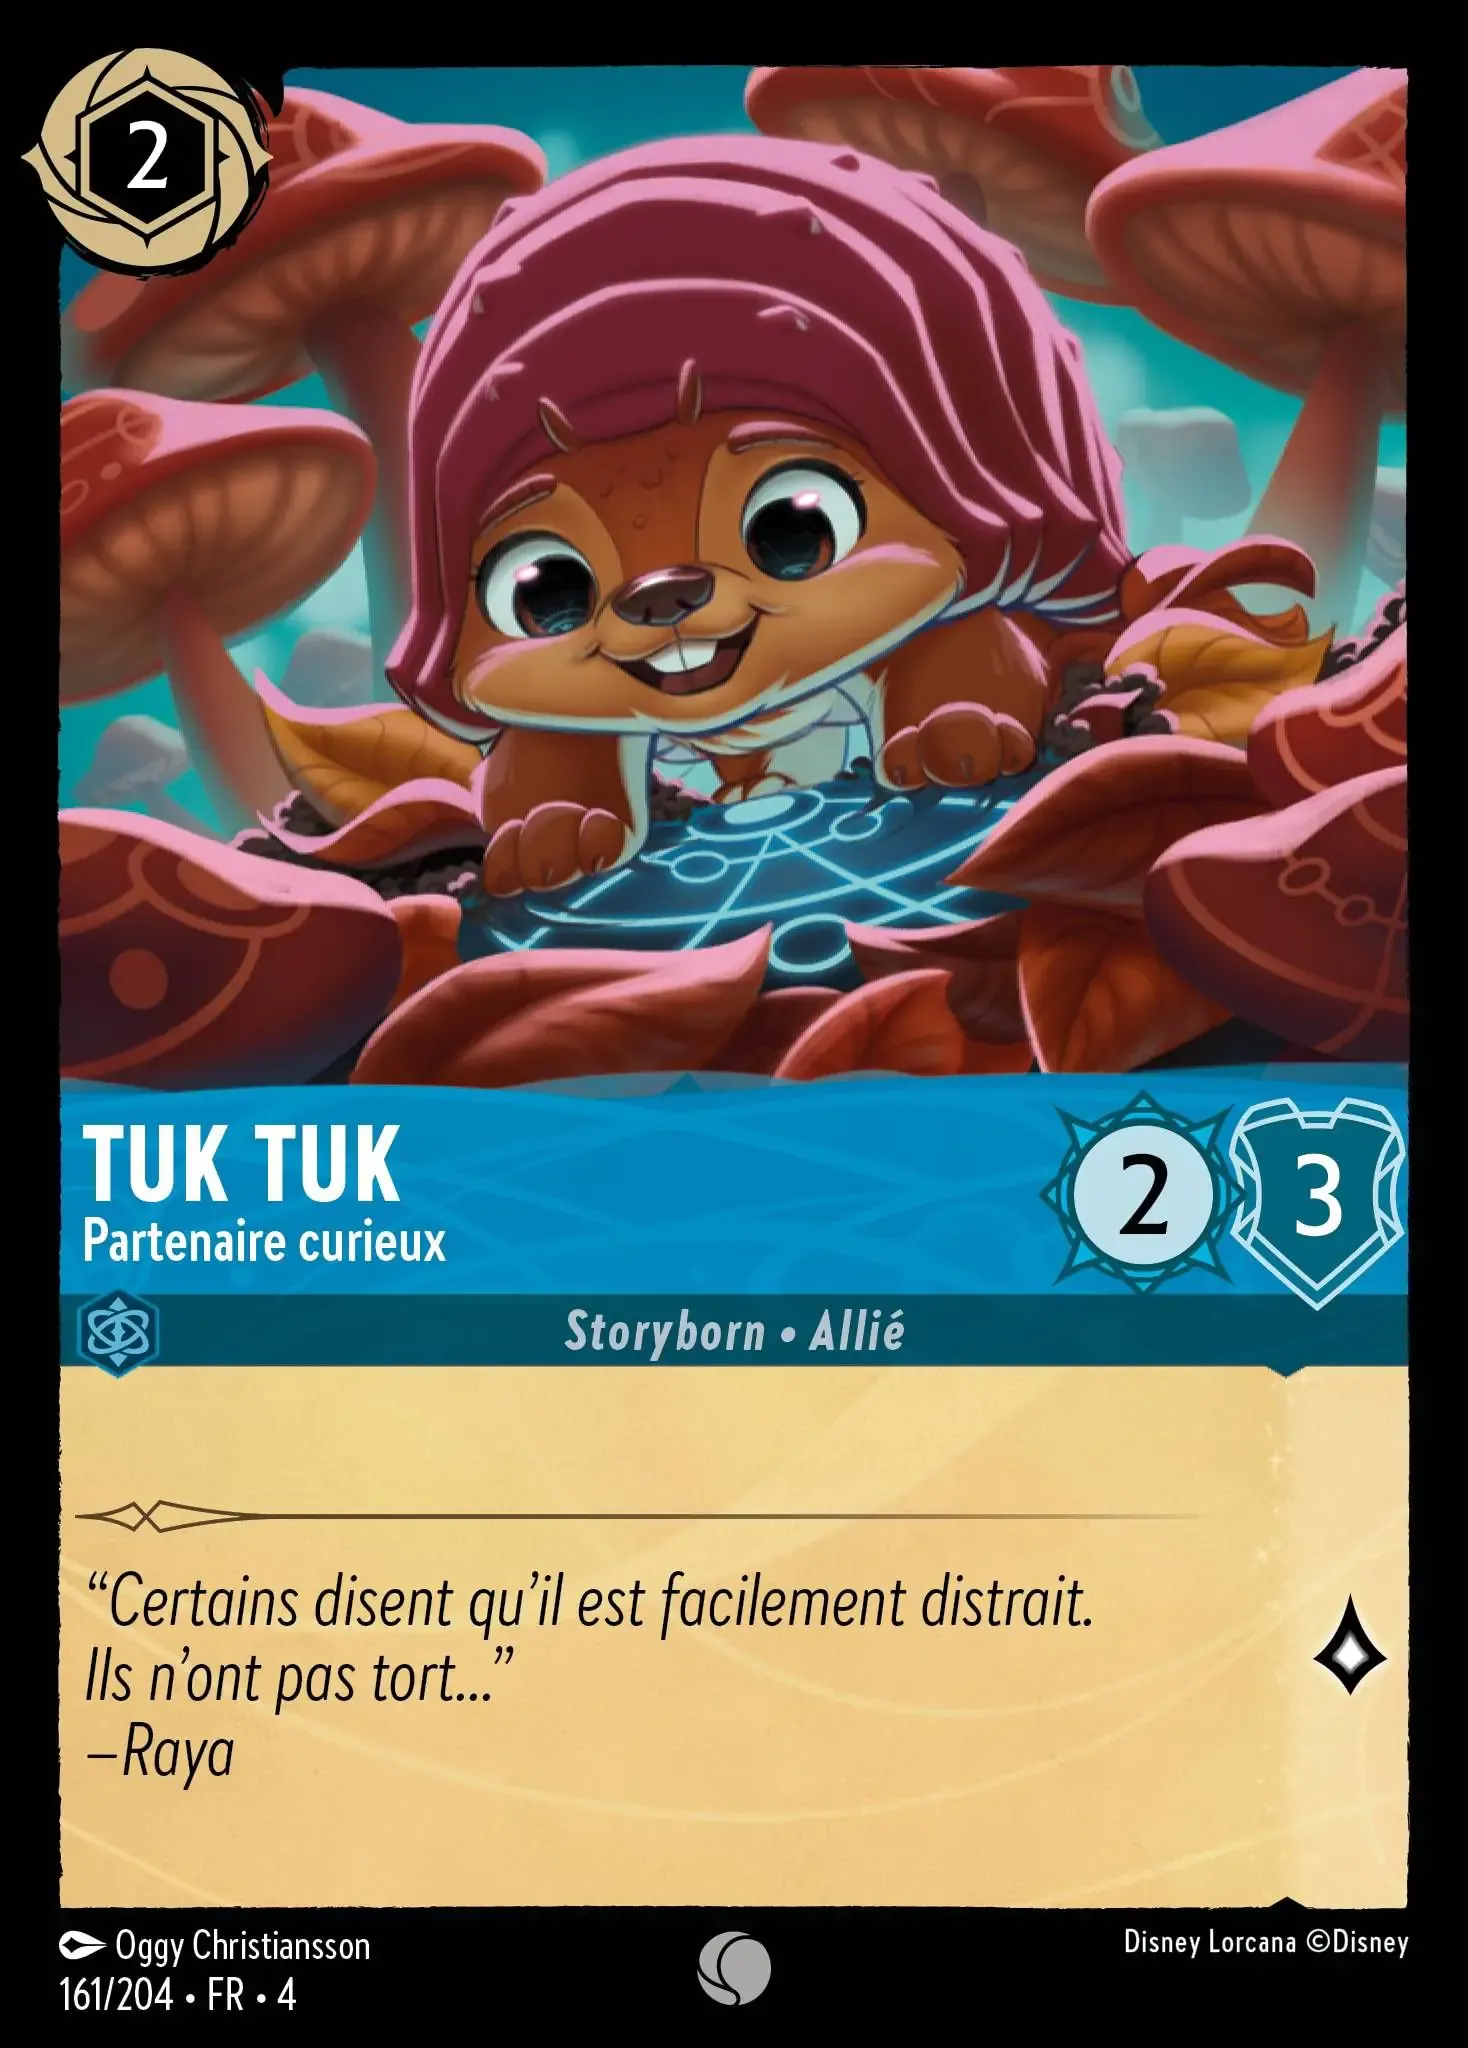 2
TUK TUK
Partenaire curieux
2
3
Storyborn • Allié
“Certains disent qu’il est facilement distrait.
Ils n’ont pas tort...”
–Raya
Oggy Christiansson
161/204 • FR • 4
Disney Lorcana ©Disney